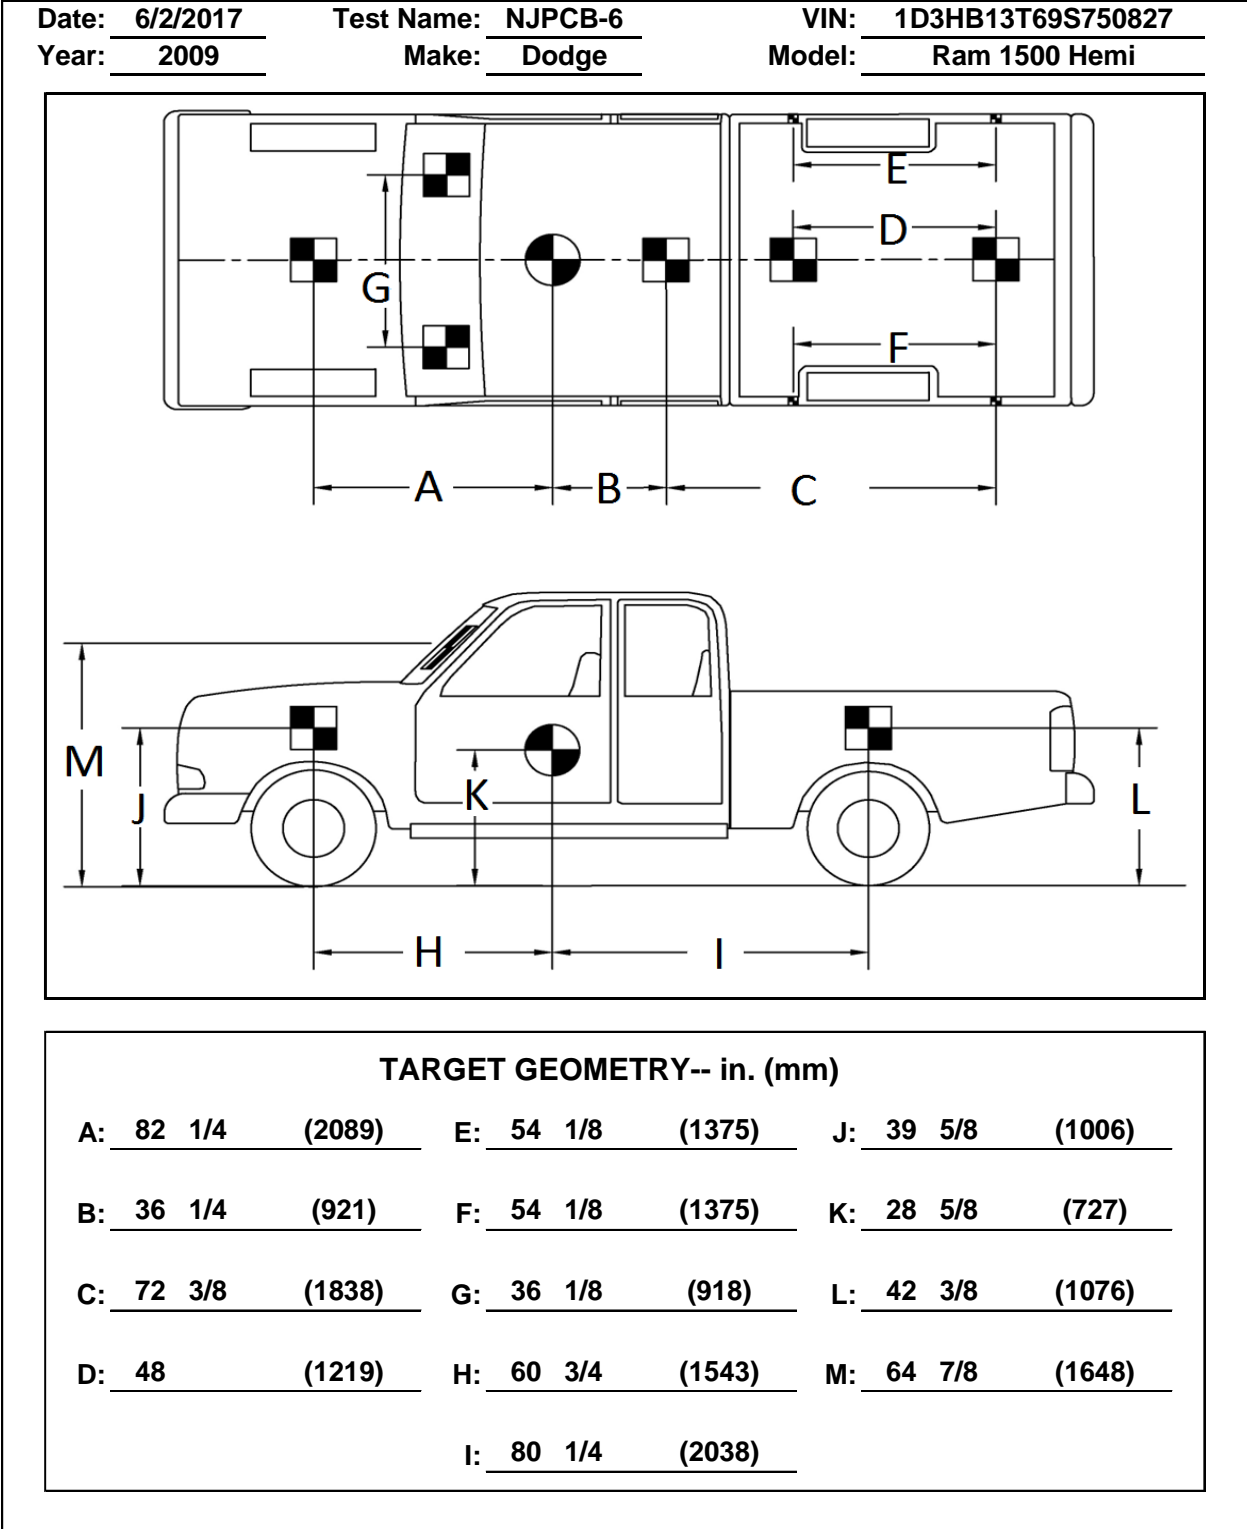 Date: 6/2/2017 Test Name: NJPCB-6 VIN: 1D3HB13T69S750827
Year: 2009 Make: Dodge Model: Ram 1500 Hemi
E
D
G
F
A B C
M
K
J
L
H I
TARGET GEOMETRY-- in. (mm)
A: 82 1/4 (2089) E: 54 1/8 (1375) J: 39 5/8 (1006)
B: 36 1/4 (921) F: 54 1/8 (1375) K: 28 5/8 (727)
C: 72 3/8 (1838) G: 36 1/8 (918) L: 42 3/8 (1076)
D: 48 (1219) H: 60 3/4 (1543) M: 64 7/8 (1648)
I: 80 1/4 (2038)